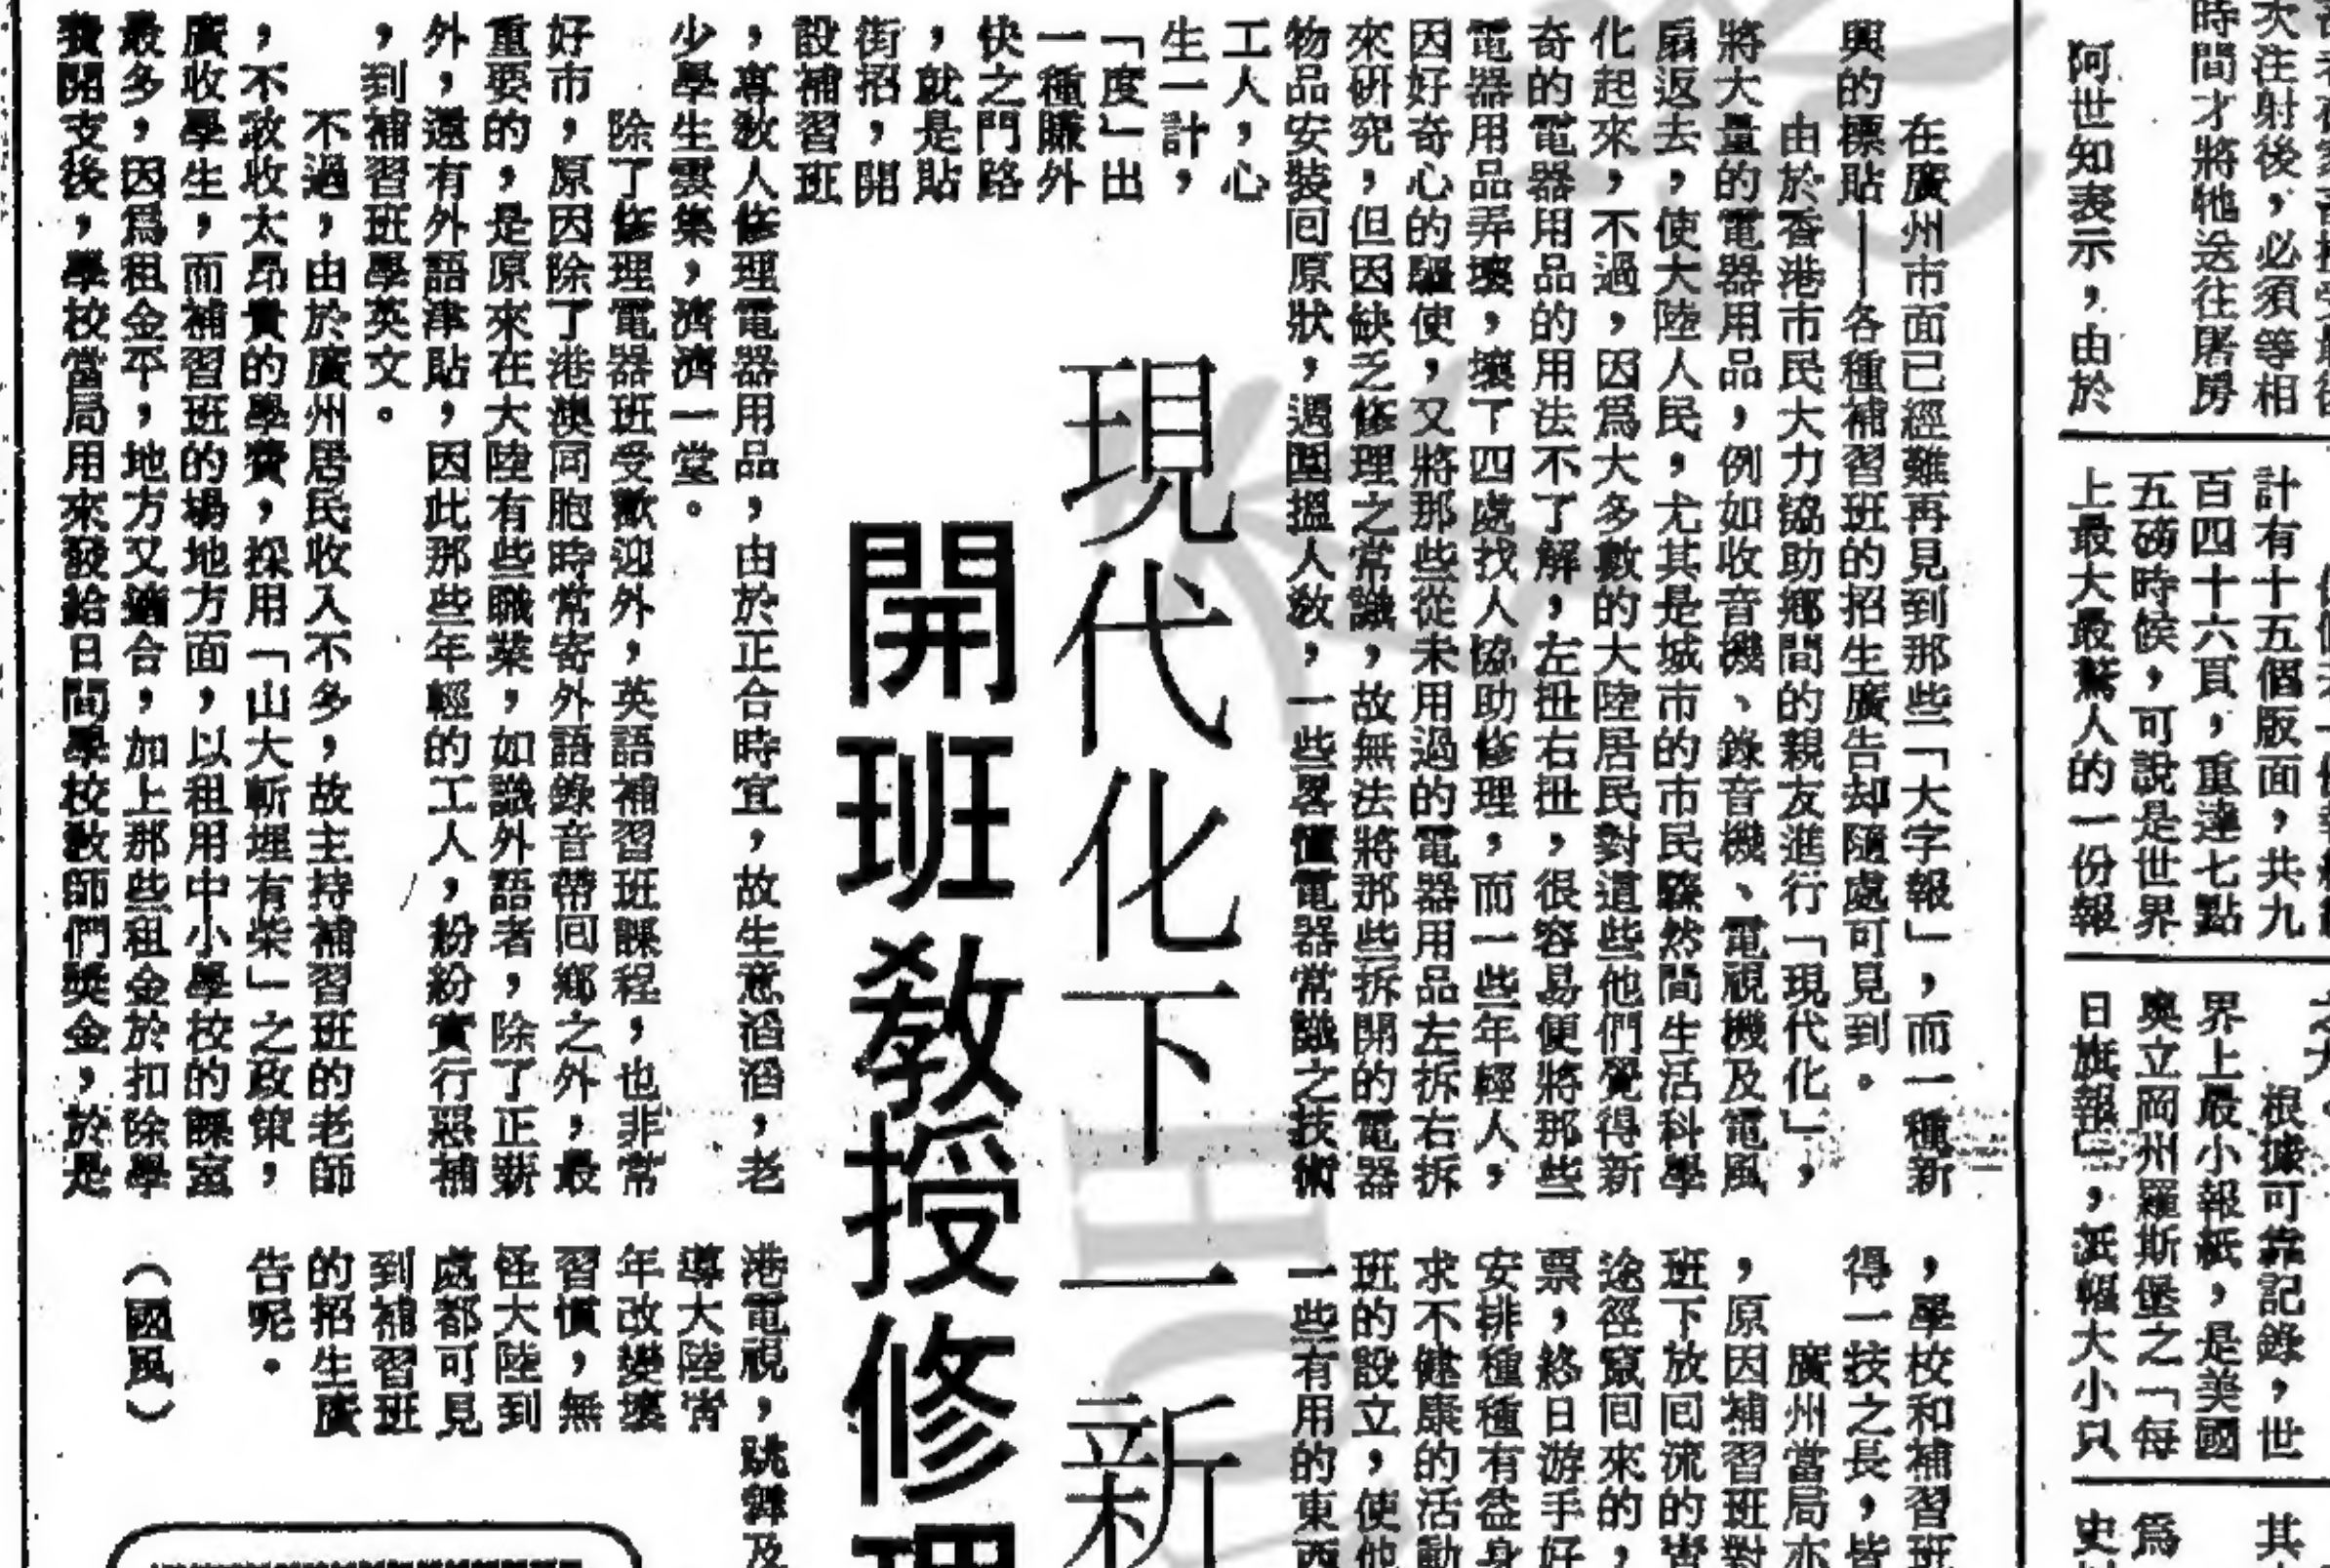 現代化下一新
開班教授修理
在廣州市面已經難再見到那些「大字報」，而一種新
興的標貼——各種補習班的招生廣告却隨處可見到。
由於香港市民大力協助鄉間的親友進行「現代化」，
將大量的電器用品，例如收音機、錄音機、電視機及電風
扇返去，使大陸人民，尤其是城市的市民驟然間生活科學
化起來，不過，因爲大多數的大陸居民對這些他們覺得新
奇的電器用品的用法不了解，左扭右扭，很容易便將那些
電器用品弄壞，壞了四處找人協助修理，而一些年輕人，
因好奇心的驅使，又將那些從未用過的電器用品左拆右拆
來研究，但因缺乏修理之常識，故無法將那些拆開的電器
物品安裝回原狀，週圍搵人教，一些畧懂電器常識之技術
工人，心
生一計，
「度」出
一種賺外
快之門路
，就是貼
街招，開
設補習班
，專教人修理電器用品，由於正合時宜，故生意滔滔，老
少學生雲集，濟濟一堂。
除了修理電器班受歡迎外，英語補習班課程，也非常
好市，原因除了港澳同胞時常寄外語錄音帶回鄉之外，最
重要的，是原來在大陸有些職業，如識外語者，除了正薪
外，還有外語津貼，因此那些年輕的工人，紛紛實行惡補
，到補習班學英文。
不過，由於廣州居民收入不多，故主持補習班的老師
，不敢收太昂貴的學費，採用「山大斬埋有柴」之政策，
廣收學生，而補習班的場地方面，以租用中小學校的課室
最多，因爲租金平，地方又適合，加上那些租金於扣除學
費開支後，學校當局用來發給日間學校教師們獎金，於是
，學校和補習班
得一技之長，皆
廣州當局亦
，原因補習班對
班下放回流的
途徑竄回來的，
票，終日游手好
安排種種有益身
求不健康的活動
班的設立，使他
一些有用的東西
港電視，跳舞及
導大陸
年改變壞
習慣，無
怪大陸到
處都可見
到補習班
的招生廣
告呢。
（國風）
次注射後，必須等相
時間才將牠送往屠房
阿世知表示，由於
計有十五個版面，共九
百四十六頁，重達七點
五磅時候，可說是世界
上最大最驚人的一份報
根據可靠記錄，世
界上最小報紙，是美國
奧立岡州羅斯堡之「每
日旗報」，紙幅大小只
其
爲
史